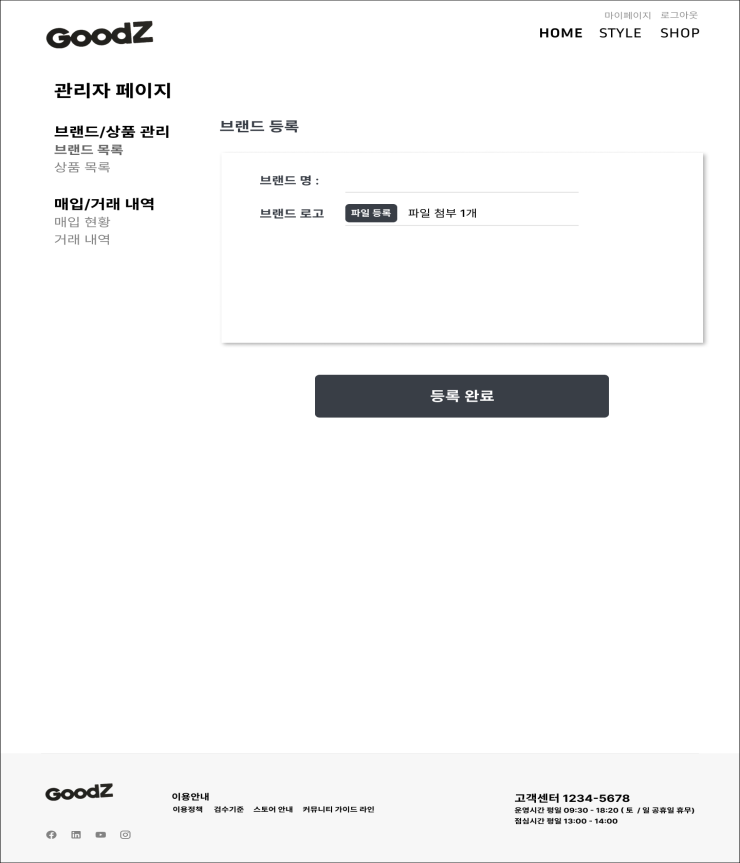 마이페이지 로그아웃
GOODZ
HOME STYLE SHOP
관리자 페이지
브랜드/상품 관리
브랜드 목록
상품 목록
매입/거래 내역
매입 현황
거래 내역
브랜드 등록
브랜드 명 :
브랜드 로고 파일 등록 파일 첨부 1개
등록 완료
GOODZ
이용안내
이용정책 검수기준 스토어 안내 커뮤니티 가이드 라인
고객센터 1234-5678
운영시간 평일 09:30 - 18:20 ( 토 / 일 공휴일 휴무)
점심시간 평일 13:00 - 14:00